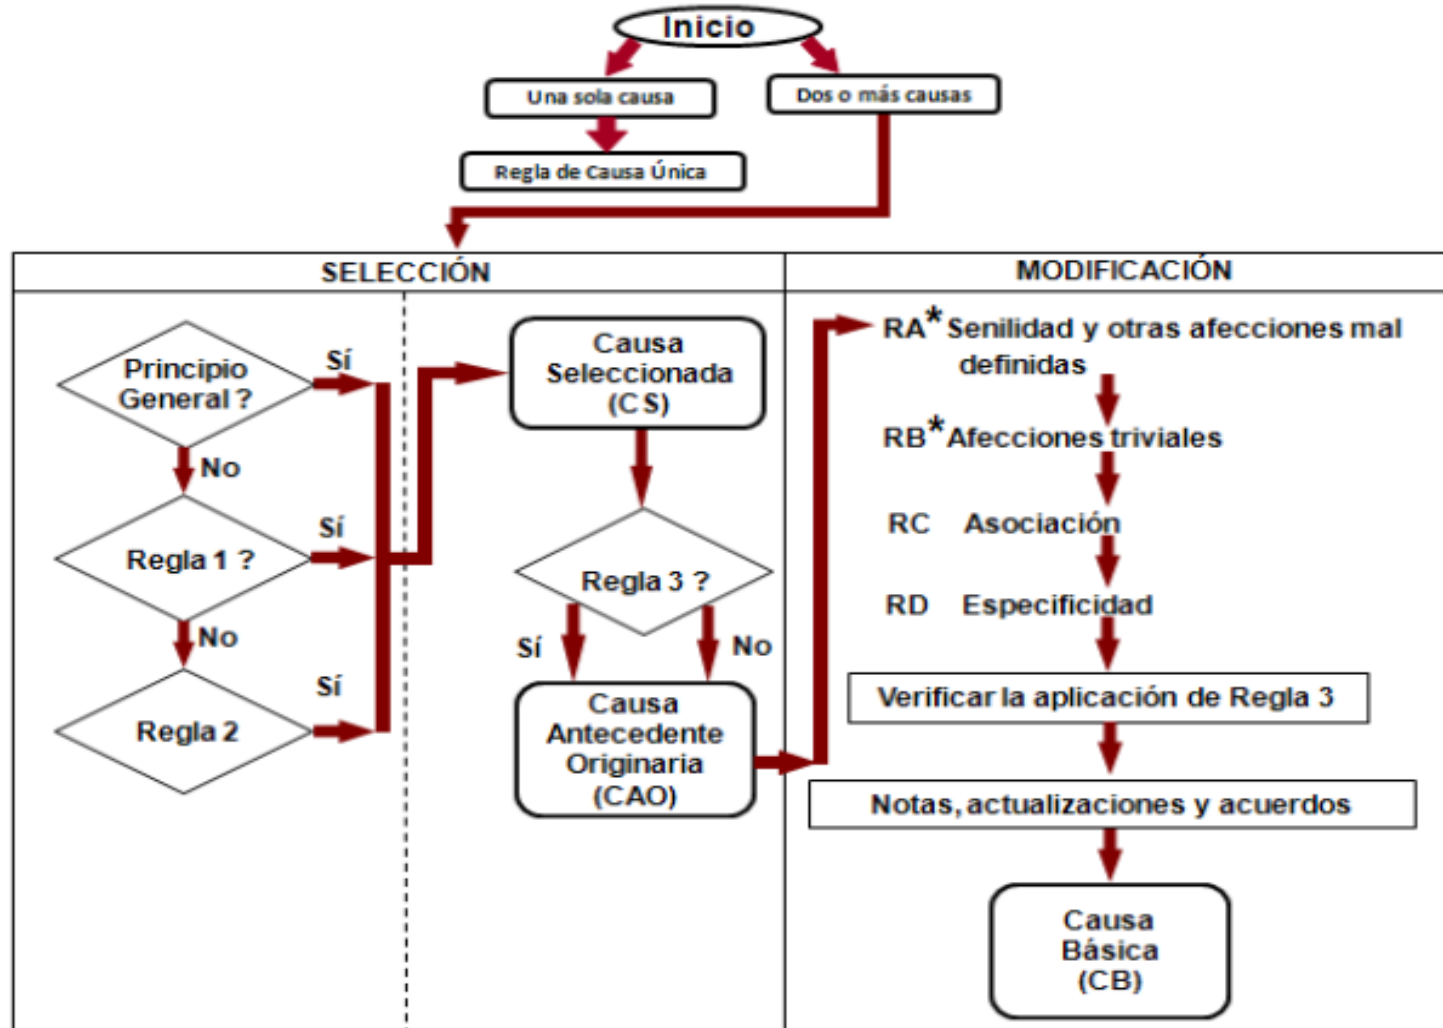 Inicio
Una sola causa
Dos o más causas
Regla de Causa Única
SELECCIÓN
MODIFICACIÓN
Principio
General ?
Sí
No
Regla 1 ?
Sí
No
Regla 2
Sí
Causa
Seleccionada
(CS)
Regla 3 ?
Sí
No
Causa
Antecedente
Originaria
(CAO)
RA* Senilidad y otras afecciones mal
definidas
RB* Afecciones triviales
RC Asociación
RD Especificidad
Verificar la aplicación de Regla 3
Notas, actualizaciones y acuerdos
Causa
Básica
(CB)